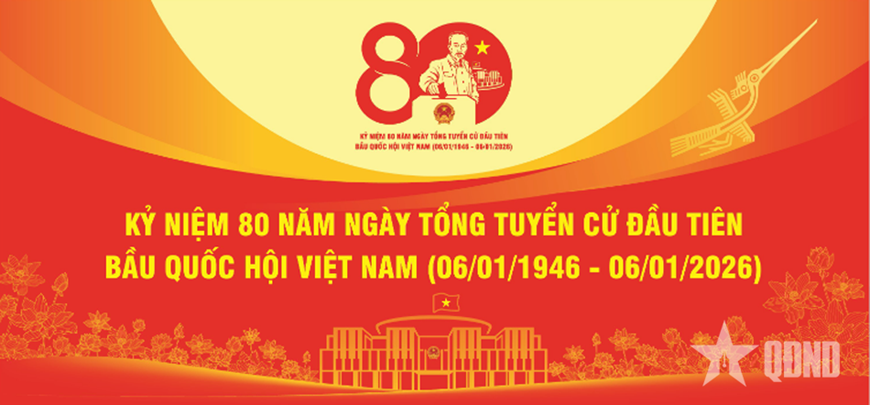 80
KỶ NIỆM 80 NĂM NGÀY TỔNG TUYỂN CỬ ĐẦU TIÊN
BẦU QUỐC HỘI VIỆT NAM (06/01/1946 - 06/01/2026)
KỶ NIỆM 80 NĂM NGÀY TỔNG TUYỂN CỬ ĐẦU TIÊN
BẦU QUỐC HỘI VIỆT NAM (06/01/1946 - 06/01/2026)
QĐND